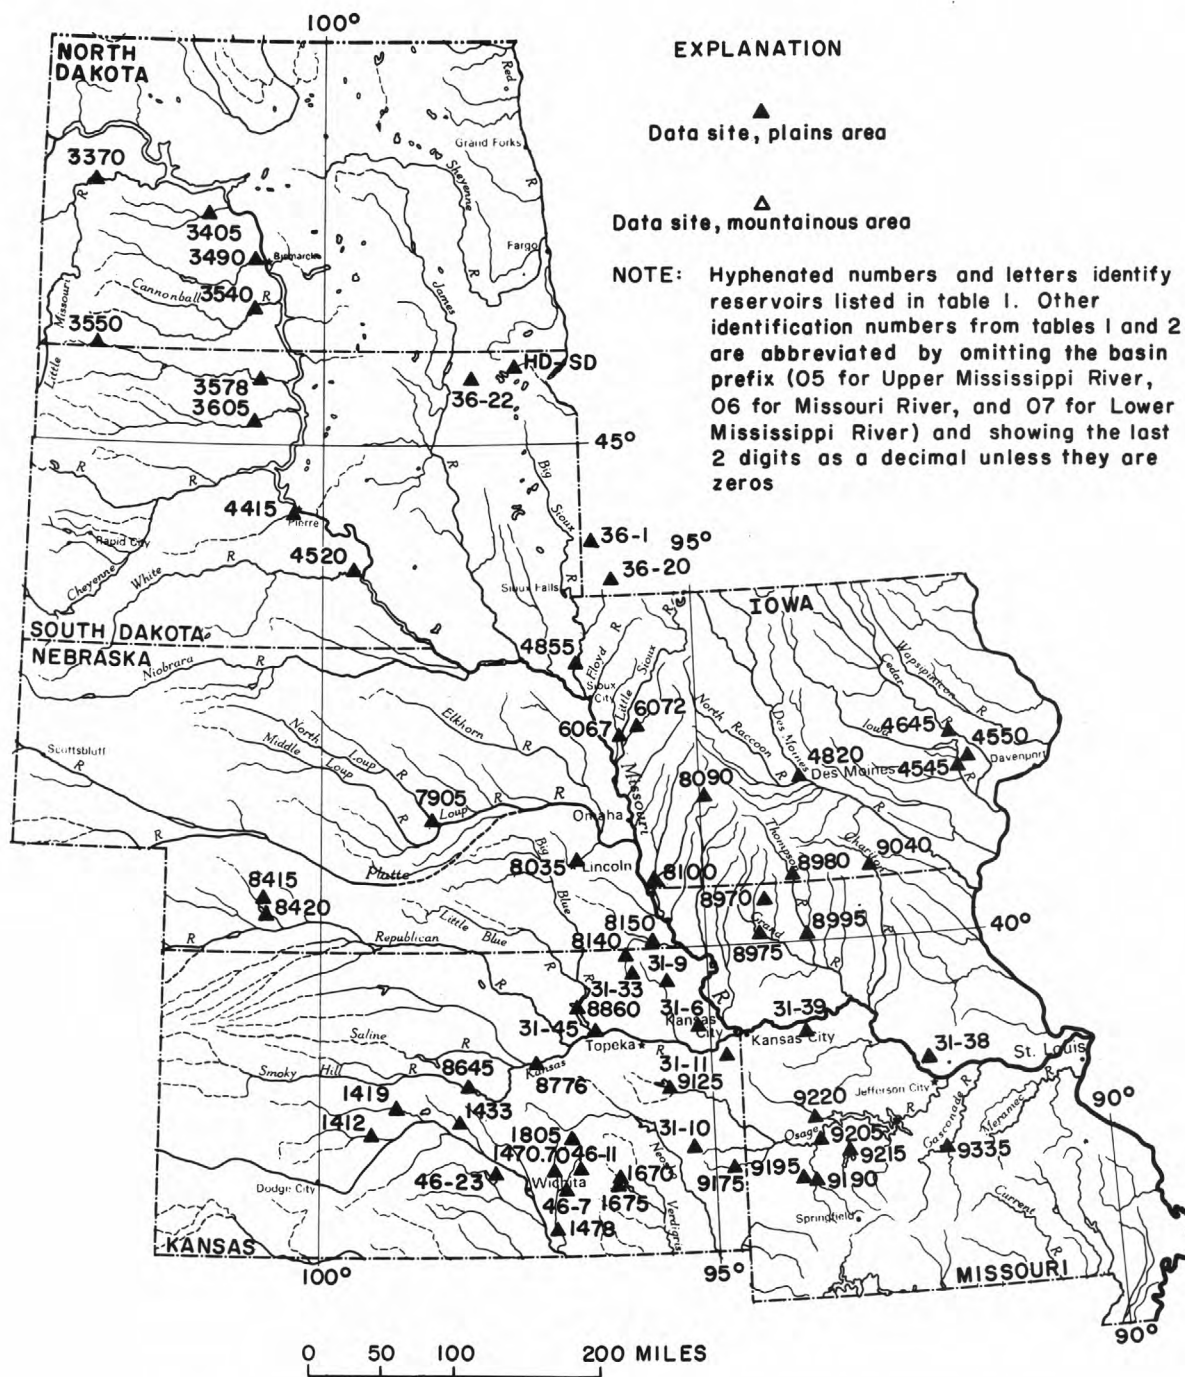 100°
NORTH
DAKOTA
Red
EXPLANATION
Data site, plains area
Grand Forks
Sheyenne
R
3370
R
Data site, mountainous area
3405
Fargo
3490
Bismarck
R
NOTE: Hyphenated numbers and letters identify
reservoirs listed in table 1. Other
identification numbers from tables 1 and 2
are abbreviated by omitting the basin
prefix (05 for Upper Mississippi River,
06 for Missouri River, and 07 for Lower
Mississippi River) and showing the last
2 digits as a decimal unless they are
zeros
Missouri
Cannonball
3540
R
James
3550
Little
HD-SD
3578
36-22
3605
45°
R
R
Big
Sioux
4415
Pierre
Rapid City
36-1
95°
4520
R
36-20
Cheyenne
White
Sioux Falls
R
IOWA
SOUTH DAKOTA
NEBRASKA
R
Niobrara
4855
Floyd
R
Little Sioux
R
Cedar
Wapsipinicon
Sioux
City
6072
North Raccoon
Des Moines
Elkhorn
R
6067
Iowa
4645
R
4550
North Loup
Middle Loup
R
Scottsbluff
R
Missouri
4820
R
Des Moines
4545
Davenport
R
8090
7905
Loup
R
Omaha
R
Thompson
Chariton
9040
Platte
Big
Blue
8035
Lincoln
8100
8980
8415
8420
8970
Little Blue
Grand
R
8995
40°
R
Republican
8150
8140
8975
R
31-9
31-33
R
8860
31-6
R
31-39
31-45
Kansas
City
Kansas City
Saline
R
Topeka
R
31-38
St. Louis
Smoky Hill
R
Kansas
8776
31-11
9125
Jefferson City
R
8645
1419
1433
9220
R
Gasconade
Meramec
90°
1412
1805
31-10
Osage
9205
9215
9335
1470.70
46-11
Neosho
9195
46-23
1670
9175
9190
Dodge City
Wichita
1675
46-7
Springfield
Current
1478
Verdigris
R
R
KANSAS
100°
95°
MISSOURI
90°
0 50 100 200 MILES